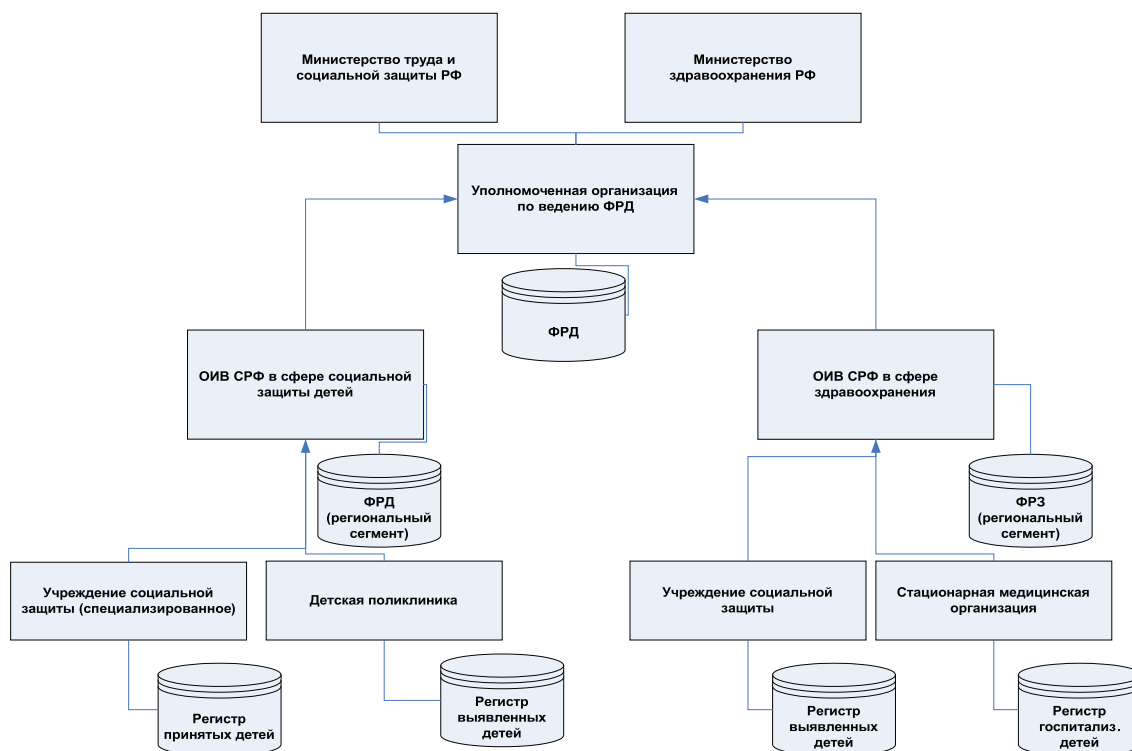 Министерство труда и
социальной защиты РФ
Министерство
здравоохранения РФ
Уполномоченная организация
по ведению ФРД
ФРД
ОИВ СРФ в сфере социальной
защиты детей
ОИВ СРФ в сфере
здравоохранения
ФРД
(региональный
сегмент)
ФРЗ
(региональный
сегмент)
Учреждение социальной
защиты (специализированное)
Детская поликлиника
Учреждение социальной
защиты
Стационарная медицинская
организация
Регистр
принятых детей
Регистр
выявленных
детей
Регистр
выявленных
детей
Регистр
госпитализ.
детей